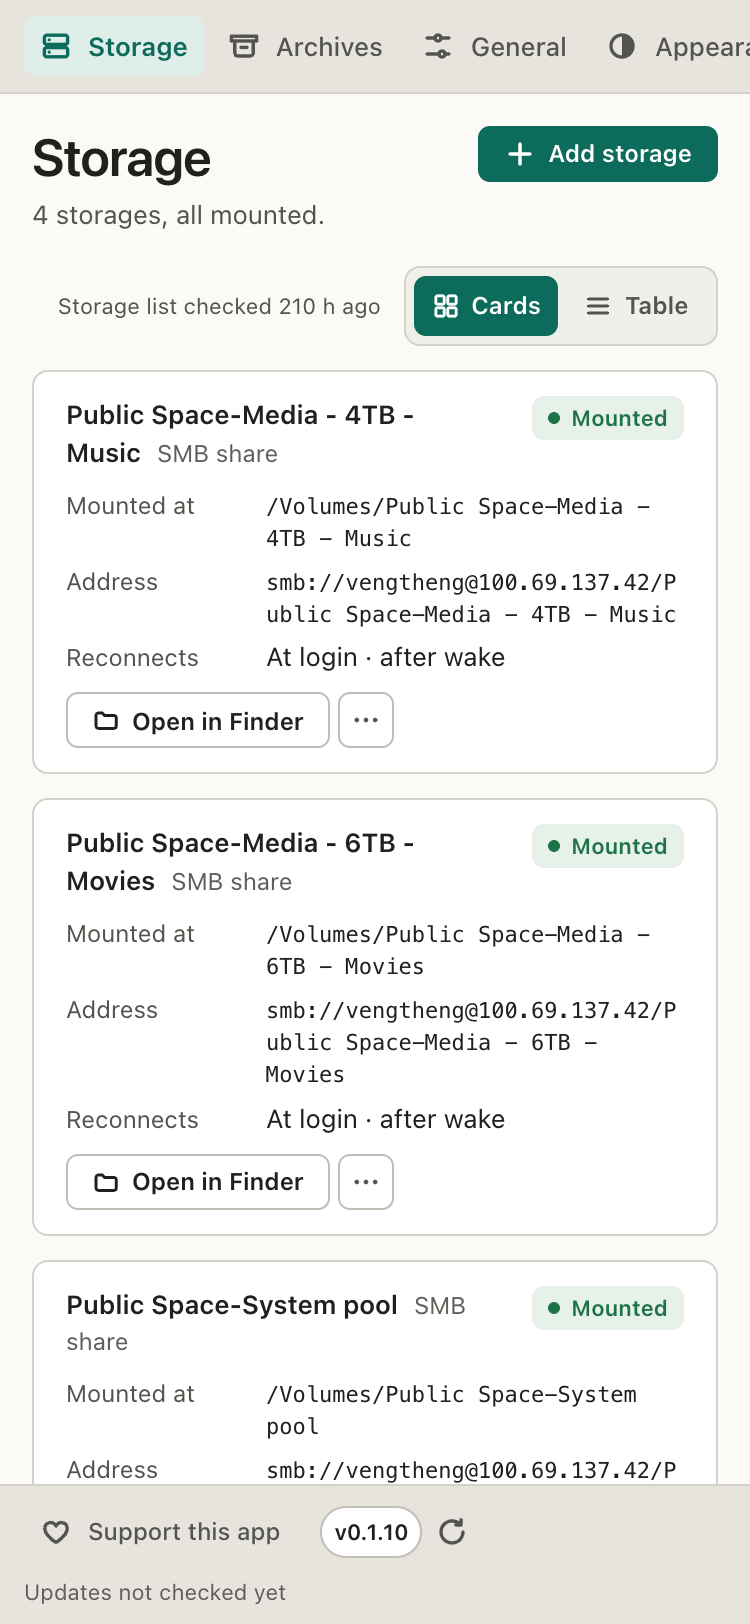 Storage
Archives
General
Appeara
Storage
Add storage
4 storages, all mounted.
Storage list checked 210 h ago
Cards
Table
Public Space-Media - 4TB -
Music SMB share
Mounted
Mounted at
/Volumes/Public Space-Media -
4TB - Music
Address
smb://vengtheng@100.69.137.42/P
ublic Space-Media - 4TB - Music
Reconnects
At login · after wake
Open in Finder
···
Public Space-Media - 6TB -
Movies SMB share
Mounted
Mounted at
/Volumes/Public Space-Media -
6TB - Movies
Address
smb://vengtheng@100.69.137.42/P
ublic Space-Media - 6TB -
Movies
Reconnects
At login · after wake
Open in Finder
···
Public Space-System pool SMB
share
Mounted
Mounted at
/Volumes/Public Space-System
pool
Address
smb://vengtheng@100.69.137.42/P
Support this app
v0.1.10
Updates not checked yet